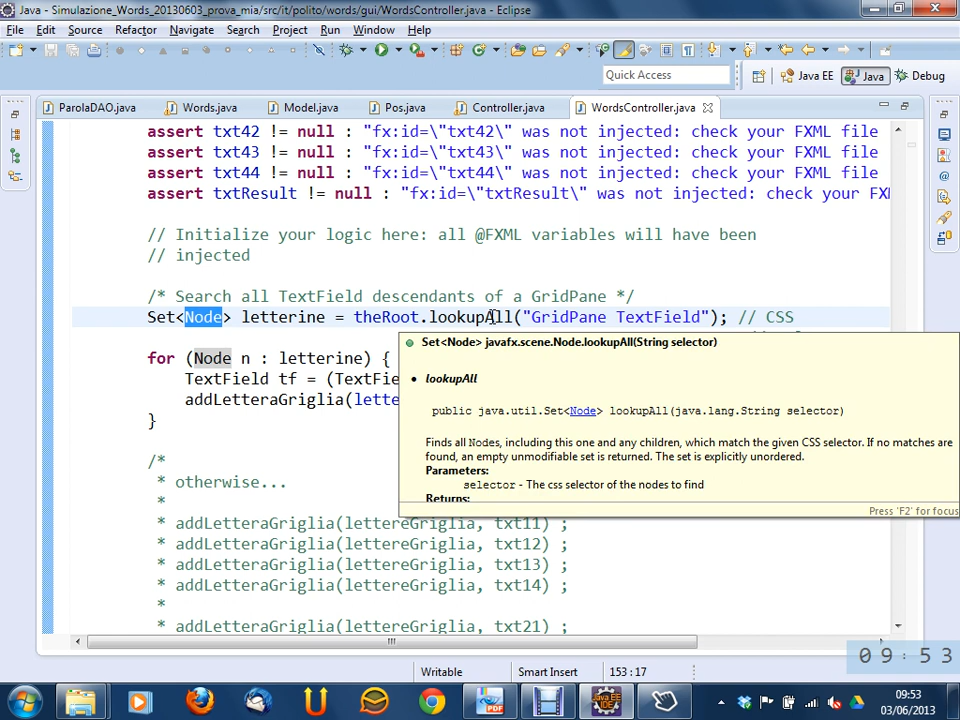 Java - Simulazione_Words_20130603_prova_mia/src/it/polito/words/gui/WordsController.java - Eclipse
File Edit Source Refactor Navigate Search Project Run Window Help
Quick Access
Java EE Java Debug
ParolaDAO.java Words.java Model.java Pos.java Controller.java WordsController.java
assert txt42 != null : "fx:id=\"txt42\" was not injected: check your FXML file
assert txt43 != null : "fx:id=\"txt43\" was not injected: check your FXML file
assert txt44 != null : "fx:id=\"txt44\" was not injected: check your FXML file
assert txtResult != null : "fx:id=\"txtResult\" was not injected: check your FX
// Initialize your logic here: all @FXML variables will have been
// injected
/* Search all TextField descendants of a GridPane */
Set<Node> letterine = theRoot.lookupAll("GridPane TextField"); // CSS
for (Node n : letterine) {
TextField tf = (TextFie
addLetteraGriglia(lette
}
Set<Node> javafx.scene.Node.lookupAll(String selector)
• lookupAll
public java.util.Set<Node> lookupAll(java.lang.String selector)
Finds all Nodes, including this one and any children, which match the given CSS selector. If no matches are
found, an empty unmodifiable set is returned. The set is explicitly unordered.
Parameters:
selector - The css selector of the nodes to find
Returns:
Press 'F2' for focus
/*
* otherwise...
*
* addLetteraGriglia(lettereGriglia, txt11) ;
* addLetteraGriglia(lettereGriglia, txt12) ;
* addLetteraGriglia(lettereGriglia, txt13) ;
* addLetteraGriglia(lettereGriglia, txt14) ;
*
* addLetteraGriglia(lettereGriglia, txt21) ;
09:53
Writable Smart Insert 153 : 17
PDF
Java EE
IDE
09:53
03/06/2013